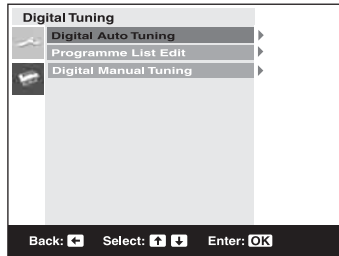 Digital Tuning
Digital Auto Tuning
Programme List Edit
Digital Manual Tuning
Back: ← Select: ↑ ↓ Enter: OK